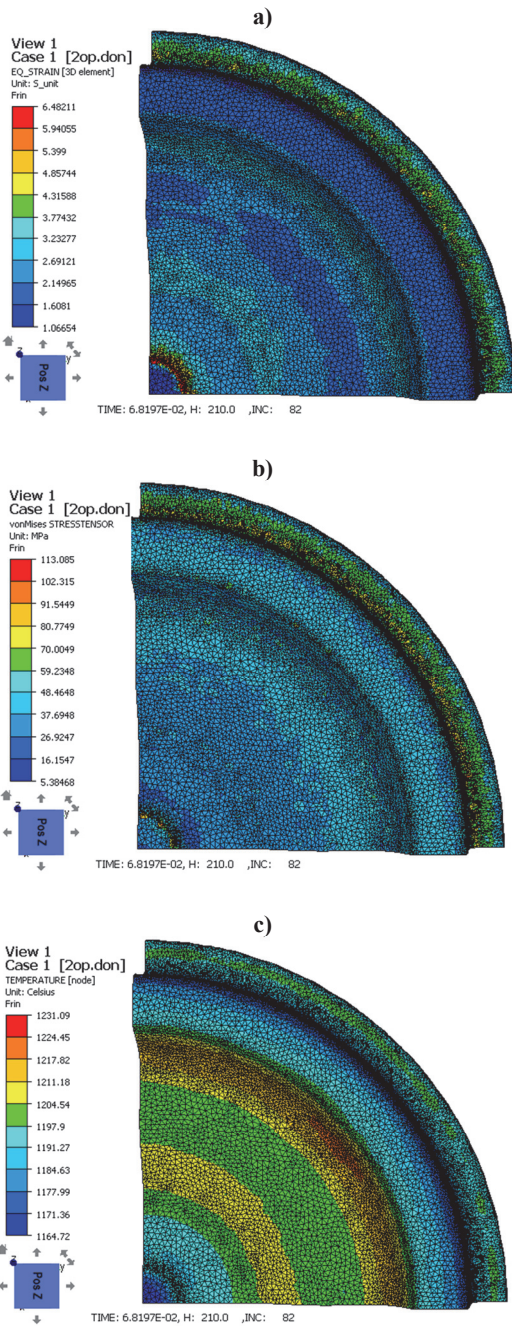 a)
View 1
Case 1 [2op.don]
EQ_STRAIN [3D element]
Unit: S_unit
Frin
6.48211
5.94055
5.399
4.85744
4.31588
3.77432
3.23277
2.69121
2.14965
1.6081
1.06654
z
y
Pos Z
TIME: 6.8197E-02, H: 210.0 ,INC: 82
b)
View 1
Case 1 [2op.don]
vonMises STRESSTENSOR
Unit: MPa
Frin
113.085
102.315
91.5449
80.7749
70.0049
59.2348
48.4648
37.6948
26.9247
16.1547
5.38468
z
y
Pos Z
TIME: 6.8197E-02, H: 210.0 ,INC: 82
c)
View 1
Case 1 [2op.don]
TEMPERATURE [node]
Unit: Celsius
Frin
1231.09
1224.45
1217.82
1211.18
1204.54
1197.9
1191.27
1184.63
1177.99
1171.36
1164.72
z
y
Pos Z
TIME: 6.8197E-02, H: 210.0 ,INC: 82